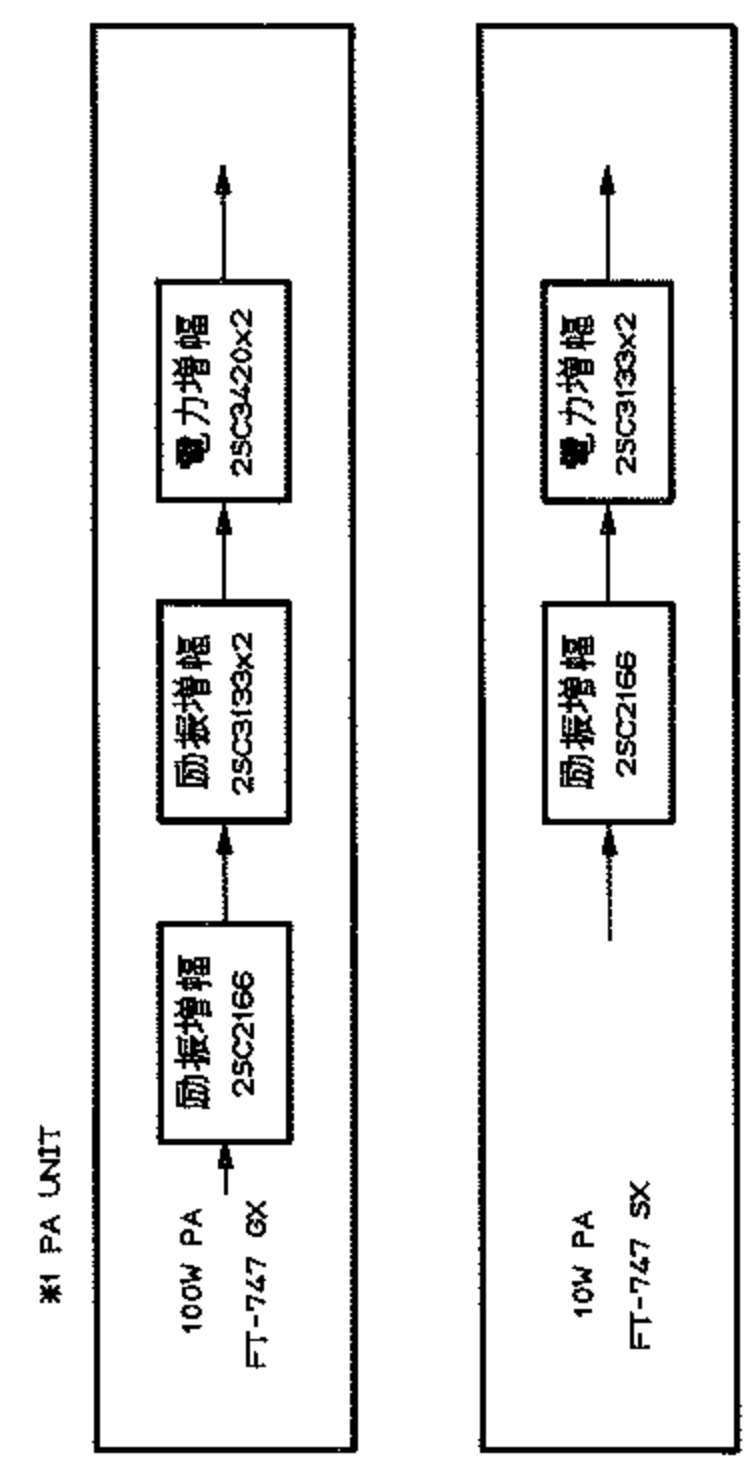 ※1 PA UNIT
100W PA
FT-747 GX
励振増幅
2SC2166
励振増幅
2SC3133x2
電力増幅
2SC3420x2
10W PA
FT-747 SX
励振増幅
2SC2166
電力増幅
2SC3133x2